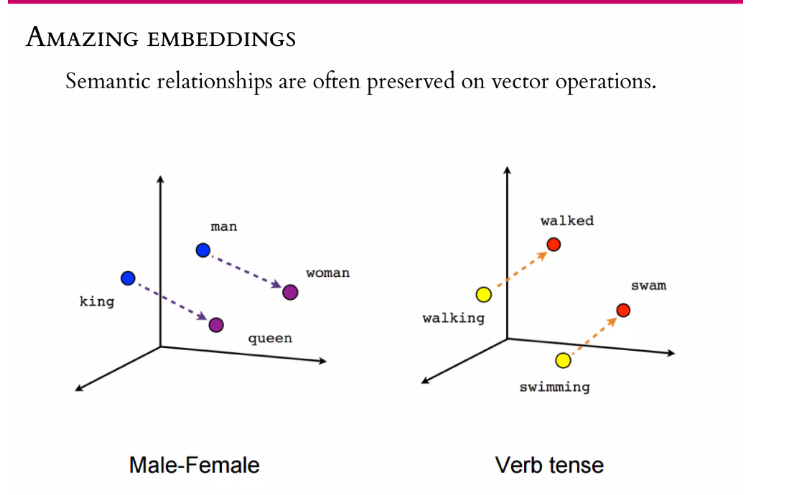 Amazing embeddings
Semantic relationships are often preserved on vector operations.
man
woman
king
queen
Male-Female
walked
swam
walking
swimming
Verb tense